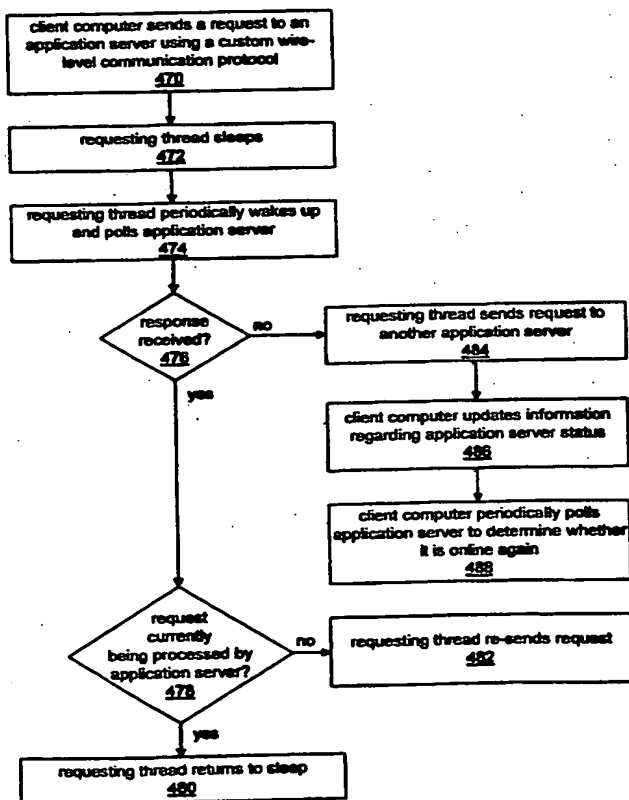 client computer sends a request to an
application server using a custom wire-
level communication protocol
470
requesting thread sleeps
472
requesting thread periodically wakes up
and polls application server
474
response
received?
476
no
yes
requesting thread sends request to
another application server
484
client computer updates information
regarding application server status
486
client computer periodically polls
application server to determine whether
it is online again
488
request
currently
being processed by
application server?
478
no
yes
requesting thread re-sends request
482
requesting thread returns to sleep
480